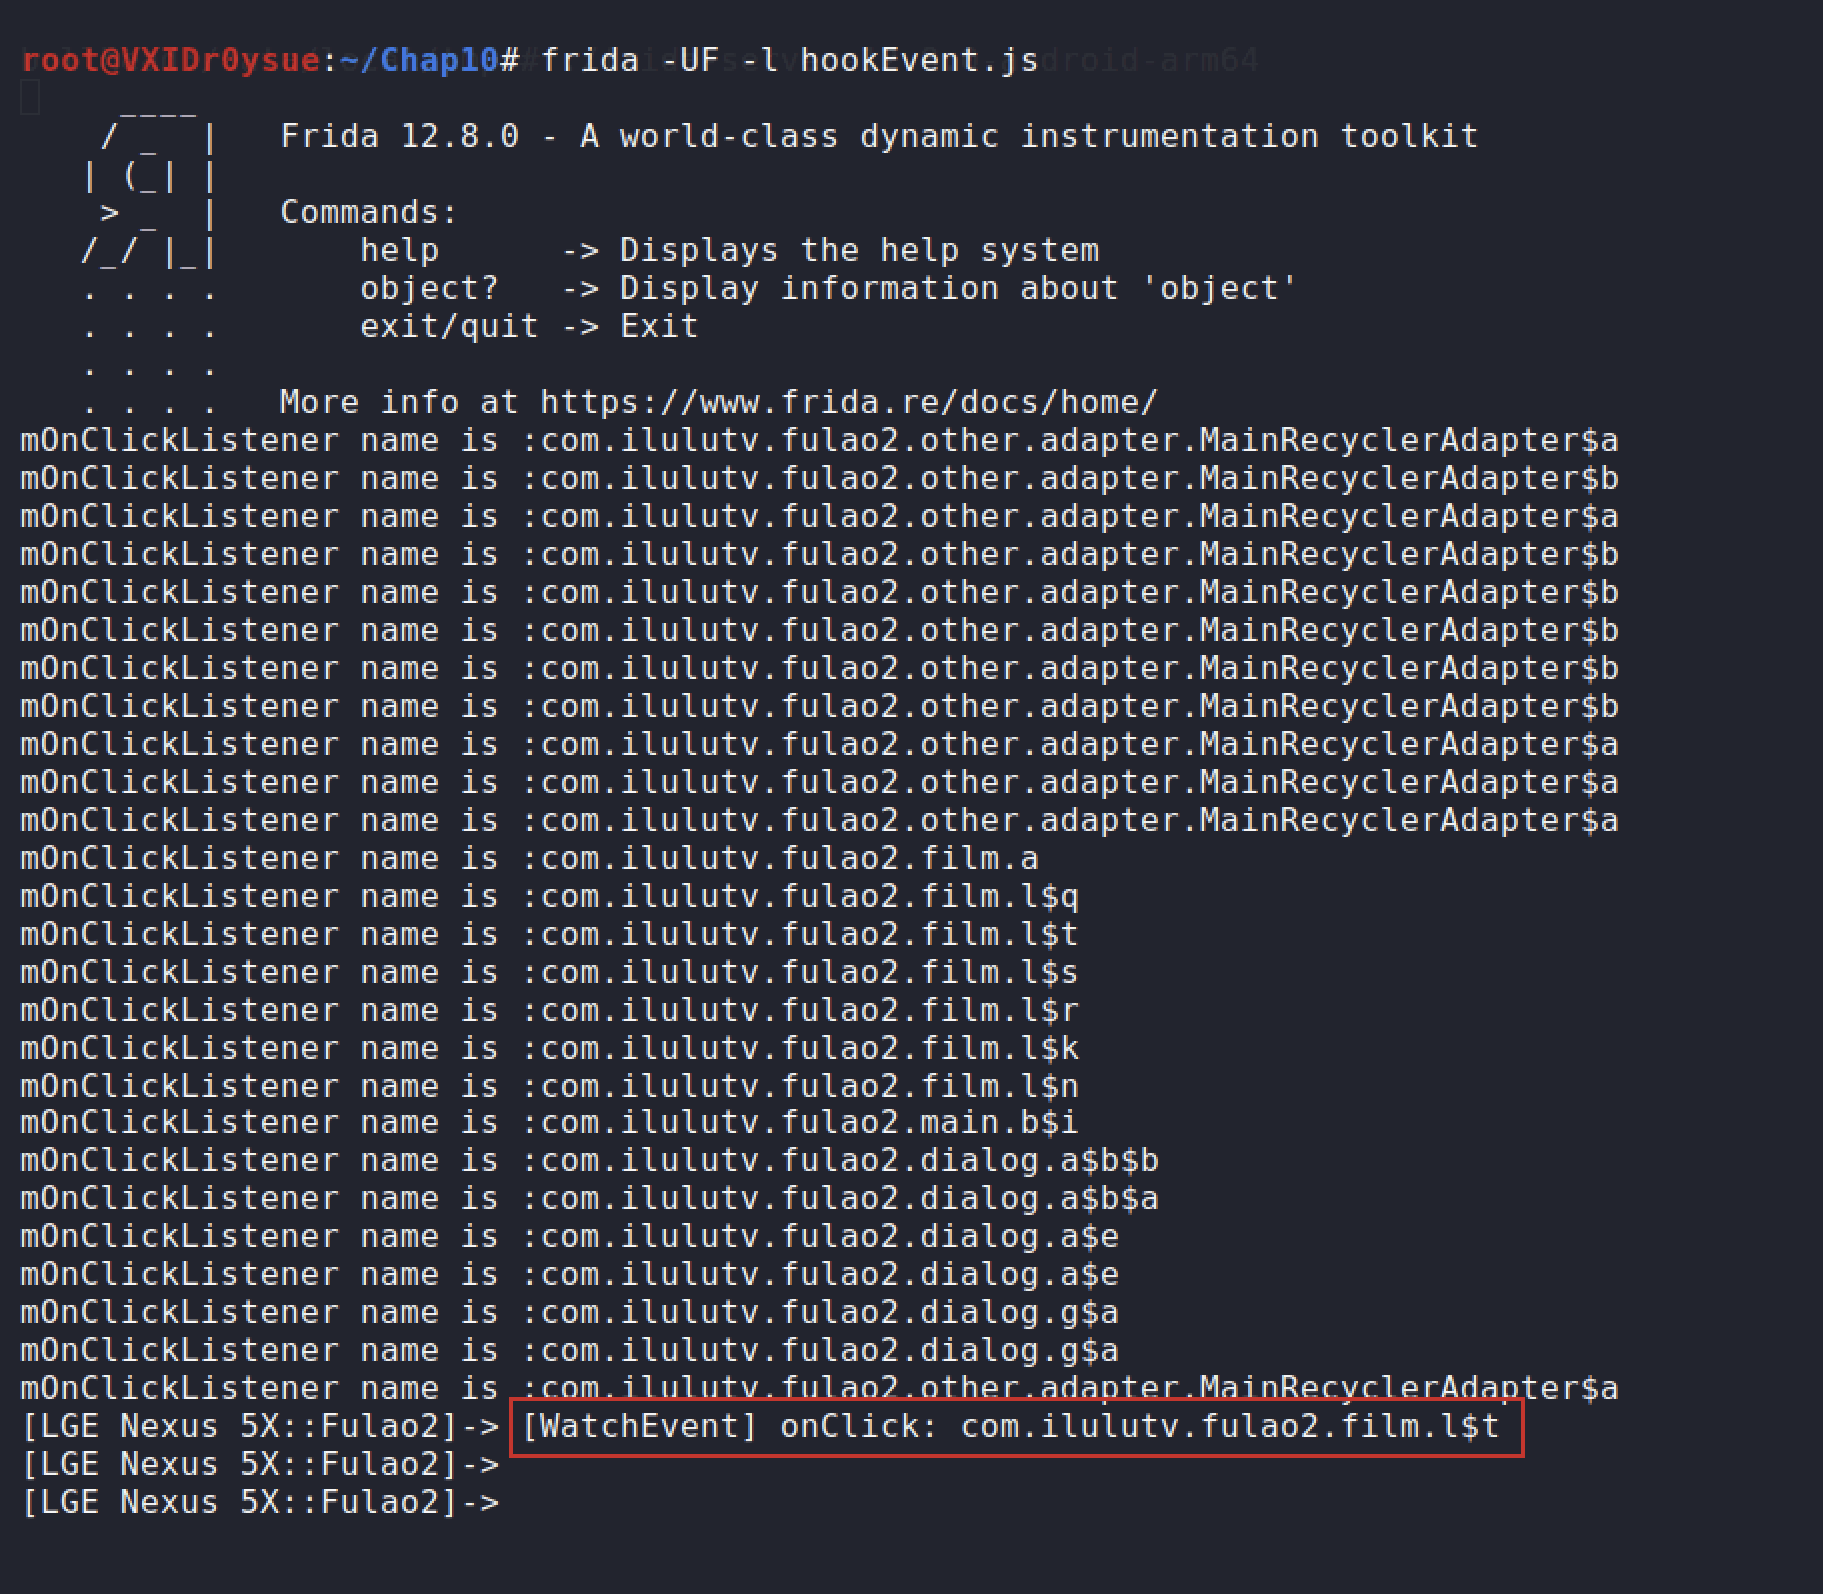 root@VXIDr0ysue:~/Chap10# frida -UF -l hookEvent.js
     ____
    / _  |   Frida 12.8.0 - A world-class dynamic instrumentation toolkit
   | (_| |
    > _  |   Commands:
   /_/ |_|       help      -> Displays the help system
   . . . .       object?   -> Display information about 'object'
   . . . .       exit/quit -> Exit
   . . . .
   . . . .   More info at https://www.frida.re/docs/home/
mOnClickListener name is :com.ilulutv.fulao2.other.adapter.MainRecyclerAdapter$a
mOnClickListener name is :com.ilulutv.fulao2.other.adapter.MainRecyclerAdapter$b
mOnClickListener name is :com.ilulutv.fulao2.other.adapter.MainRecyclerAdapter$a
mOnClickListener name is :com.ilulutv.fulao2.other.adapter.MainRecyclerAdapter$b
mOnClickListener name is :com.ilulutv.fulao2.other.adapter.MainRecyclerAdapter$b
mOnClickListener name is :com.ilulutv.fulao2.other.adapter.MainRecyclerAdapter$b
mOnClickListener name is :com.ilulutv.fulao2.other.adapter.MainRecyclerAdapter$b
mOnClickListener name is :com.ilulutv.fulao2.other.adapter.MainRecyclerAdapter$b
mOnClickListener name is :com.ilulutv.fulao2.other.adapter.MainRecyclerAdapter$a
mOnClickListener name is :com.ilulutv.fulao2.other.adapter.MainRecyclerAdapter$a
mOnClickListener name is :com.ilulutv.fulao2.other.adapter.MainRecyclerAdapter$a
mOnClickListener name is :com.ilulutv.fulao2.film.a
mOnClickListener name is :com.ilulutv.fulao2.film.l$q
mOnClickListener name is :com.ilulutv.fulao2.film.l$t
mOnClickListener name is :com.ilulutv.fulao2.film.l$s
mOnClickListener name is :com.ilulutv.fulao2.film.l$r
mOnClickListener name is :com.ilulutv.fulao2.film.l$k
mOnClickListener name is :com.ilulutv.fulao2.film.l$n
mOnClickListener name is :com.ilulutv.fulao2.main.b$i
mOnClickListener name is :com.ilulutv.fulao2.dialog.a$b$b
mOnClickListener name is :com.ilulutv.fulao2.dialog.a$b$a
mOnClickListener name is :com.ilulutv.fulao2.dialog.a$e
mOnClickListener name is :com.ilulutv.fulao2.dialog.a$e
mOnClickListener name is :com.ilulutv.fulao2.dialog.g$a
mOnClickListener name is :com.ilulutv.fulao2.dialog.g$a
mOnClickListener name is :com.ilulutv.fulao2.other.adapter.MainRecyclerAdapter$a
[LGE Nexus 5X::Fulao2]-> [WatchEvent] onClick: com.ilulutv.fulao2.film.l$t
[LGE Nexus 5X::Fulao2]->
[LGE Nexus 5X::Fulao2]->